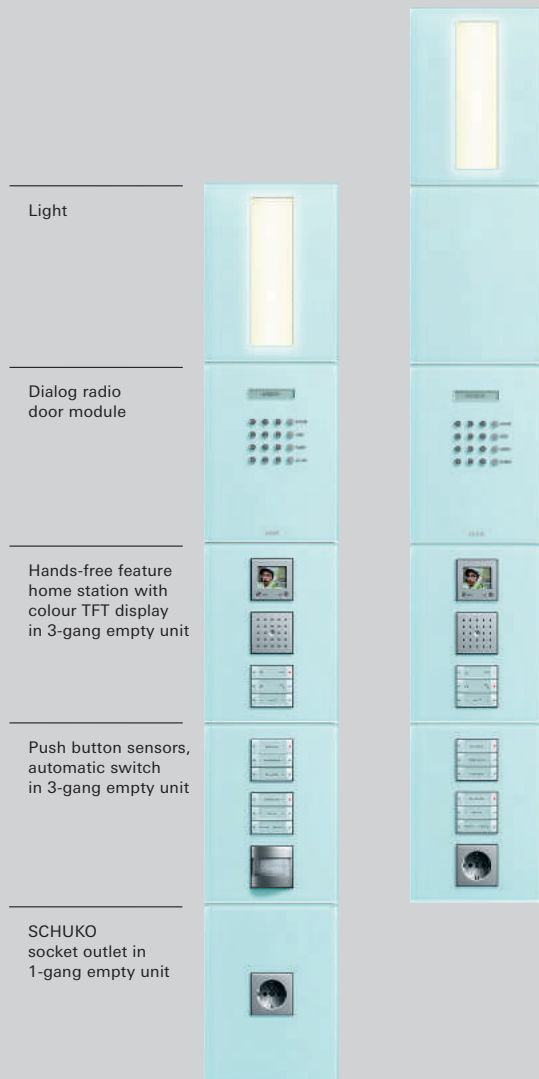 Light
Dialog radio
door module
Hands-free feature
home station with
colour TFT display
in 3-gang empty unit
Push button sensors,
automatic switch
in 3-gang empty unit
SCHUKO
socket outlet in
1-gang empty unit